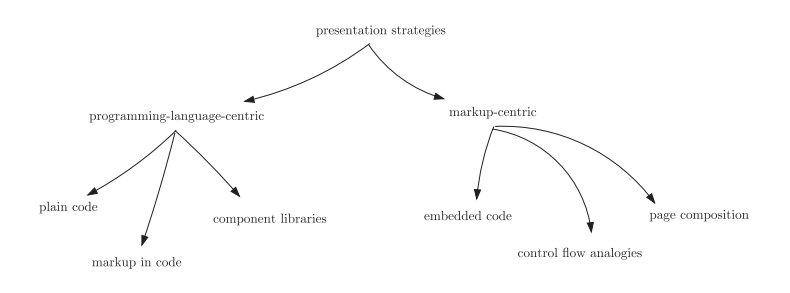 presentation strategies
programming-language-centric
markup-centric
plain code
markup in code
component libraries
embedded code
control flow analogies
page composition